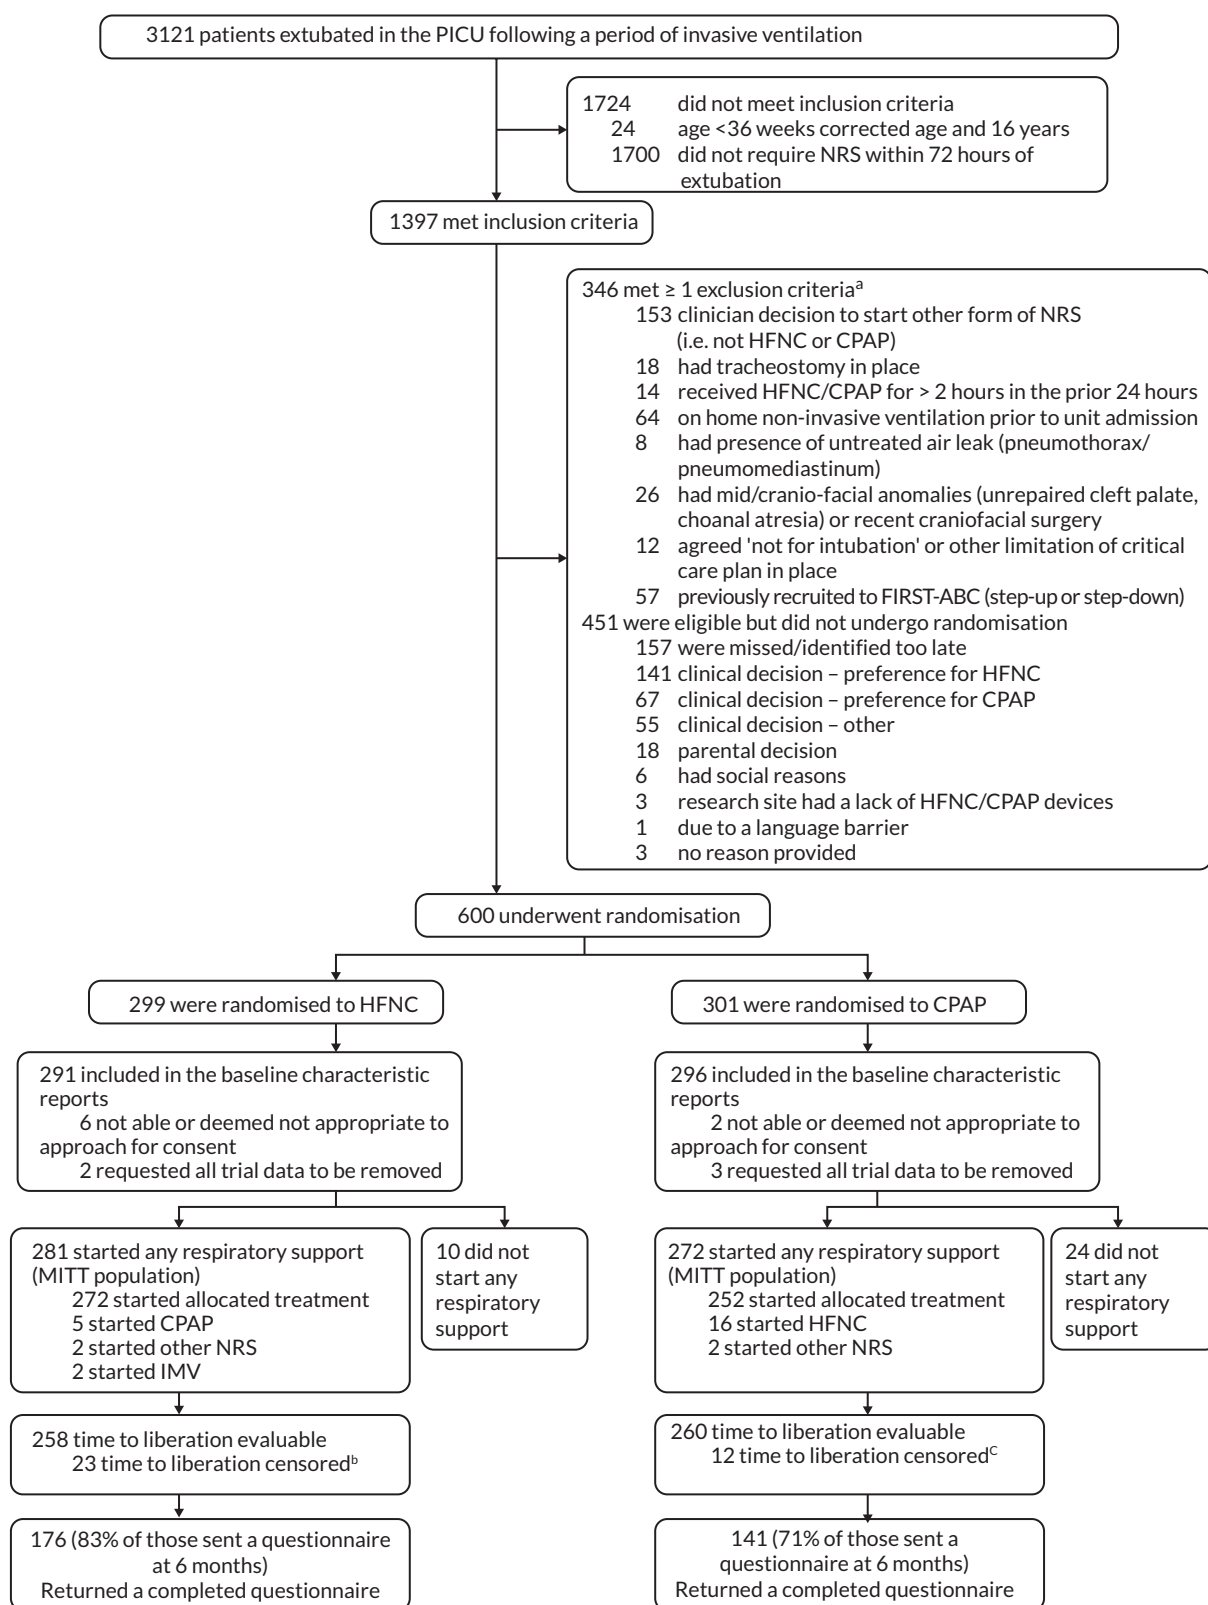 3121 patients extubated in the PICU following a period of invasive ventilation
1724 did not meet inclusion criteria
24 age <36 weeks corrected age and 16 years
1700 did not require NRS within 72 hours of
extubation
1397 met inclusion criteria
346 met ≥ 1 exclusion criteriaᵃ
153 clinician decision to start other form of NRS
(i.e. not HFNC or CPAP)
18 had tracheostomy in place
14 received HFNC/CPAP for > 2 hours in the prior 24 hours
64 on home non-invasive ventilation prior to unit admission
8 had presence of untreated air leak (pneumothorax/
pneumomediastinum)
26 had mid/cranio-facial anomalies (unrepaired cleft palate,
choanal atresia) or recent craniofacial surgery
12 agreed 'not for intubation' or other limitation of critical
care plan in place
57 previously recruited to FIRST-ABC (step-up or step-down)
451 were eligible but did not undergo randomisation
157 were missed/identified too late
141 clinical decision – preference for HFNC
67 clinical decision – preference for CPAP
55 clinical decision – other
18 parental decision
6 had social reasons
3 research site had a lack of HFNC/CPAP devices
1 due to a language barrier
3 no reason provided
600 underwent randomisation
299 were randomised to HFNC
291 included in the baseline characteristic
reports
6 not able or deemed not appropriate to
approach for consent
2 requested all trial data to be removed
281 started any respiratory support
(MITT population)
272 started allocated treatment
5 started CPAP
2 started other NRS
2 started IMV
10 did not
start any
respiratory
support
258 time to liberation evaluable
23 time to liberation censoredᵇ
176 (83% of those sent a questionnaire
at 6 months)
Returned a completed questionnaire
301 were randomised to CPAP
296 included in the baseline characteristic
reports
2 not able or deemed not appropriate to
approach for consent
3 requested all trial data to be removed
272 started any respiratory support
(MITT population)
252 started allocated treatment
16 started HFNC
2 started other NRS
24 did not
start any
respiratory
support
260 time to liberation evaluable
12 time to liberation censoredᶜ
141 (71% of those sent a
questionnaire at 6 months)
Returned a completed questionnaire